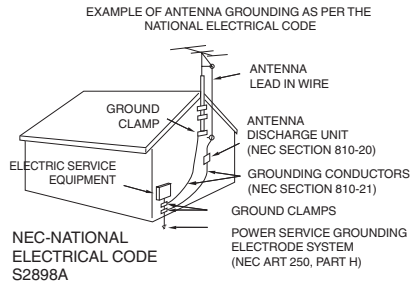 EXAMPLE OF ANTENNA GROUNDING AS PER THE
NATIONAL ELECTRICAL CODE
ANTENNA
LEAD IN WIRE
GROUND
CLAMP
ANTENNA
DISCHARGE UNIT
(NEC SECTION 810-20)
ELECTRIC SERVICE
EQUIPMENT
GROUNDING CONDUCTORS
(NEC SECTION 810-21)
GROUND CLAMPS
POWER SERVICE GROUNDING
ELECTRODE SYSTEM
(NEC ART 250, PART H)
NEC-NATIONAL
ELECTRICAL CODE
S2898A